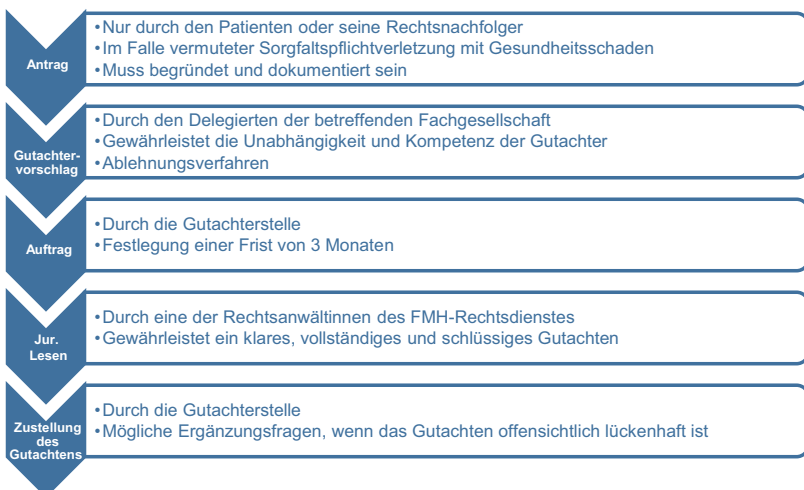 Antrag
•Nur durch den Patienten oder seine Rechtsnachfolger
•Im Falle vermuteter Sorgfaltspflichtverletzung mit Gesundheitsschaden
•Muss begründet und dokumentiert sein
Gutachter-
vorschlag
•Durch den Delegierten der betreffenden Fachgesellschaft
•Gewährleistet die Unabhängigkeit und Kompetenz der Gutachter
•Ablehnungsverfahren
Auftrag
•Durch die Gutachterstelle
•Festlegung einer Frist von 3 Monaten
Jur.
Lesen
•Durch eine der Rechtsanwältinnen des FMH-Rechtsdienstes
•Gewährleistet ein klares, vollständiges und schlüssiges Gutachten
Zustellung
des
Gutachtens
•Durch die Gutachterstelle
•Mögliche Ergänzungsfragen, wenn das Gutachten offensichtlich lückenhaft ist